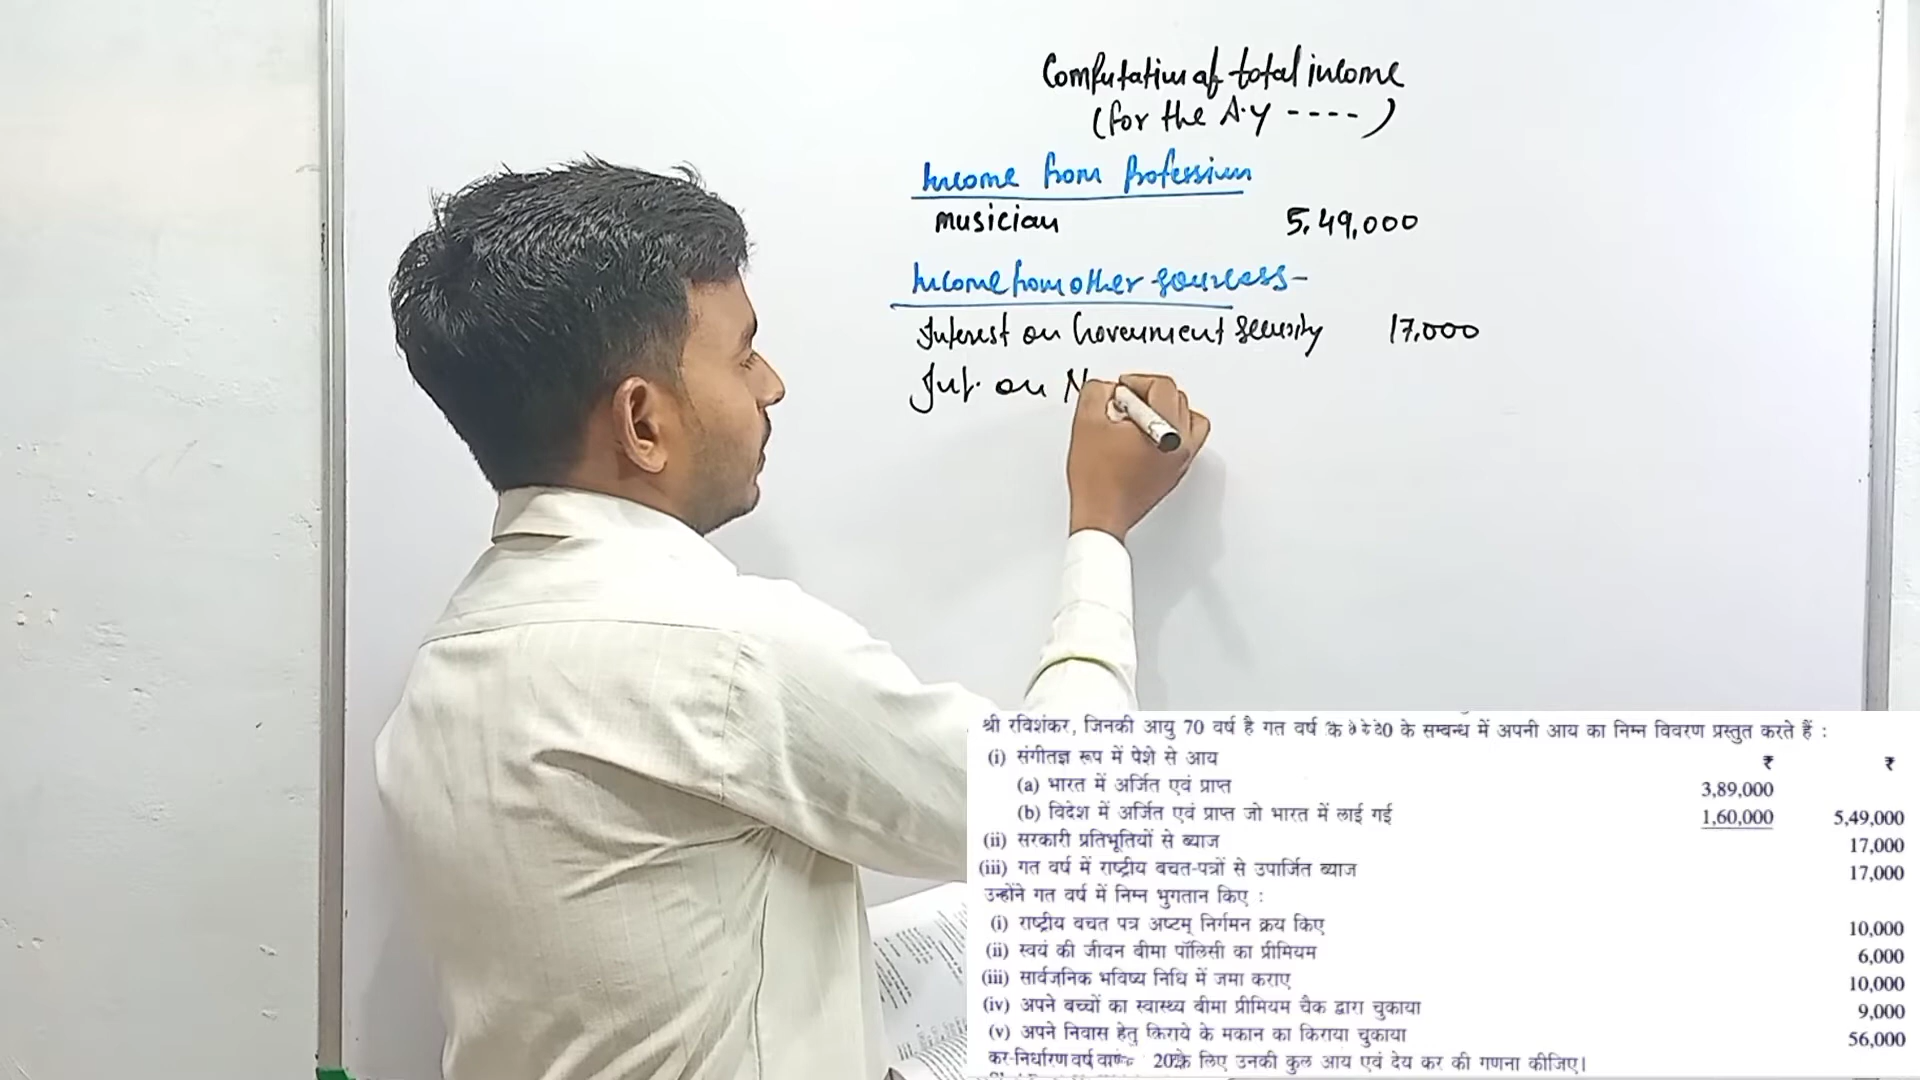 Computation of total income
(for the A.Y ----)
Income from Profession
musician 5,49,000
Income from other sourcess-
Interest on Government security 17,000
Int. on N
श्री रविशंकर, जिनकी आयु 70 वर्ष है गत वर्ष के सम्बन्ध में अपनी आय का निम्न विवरण प्रस्तुत करते हैं :
(i) संगीतज्ञ रूप में पेशे से आय ₹ ₹
(a) भारत में अर्जित एवं प्राप्त 3,89,000
(b) विदेश में अर्जित एवं प्राप्त जो भारत में लाई गई 1,60,000 5,49,000
(ii) सरकारी प्रतिभूतियों से ब्याज 17,000
(iii) गत वर्ष में राष्ट्रीय बचत-पत्रों से उपार्जित ब्याज 17,000
उन्होंने गत वर्ष में निम्न भुगतान किए :
(i) राष्ट्रीय बचत पत्र अष्टम् निर्गमन क्रय किए 10,000
(ii) स्वयं की जीवन बीमा पॉलिसी का प्रीमियम 6,000
(iii) सार्वजनिक भविष्य निधि में जमा कराए 10,000
(iv) अपने बच्चों का स्वास्थ्य बीमा प्रीमियम चैक द्वारा चुकाया 9,000
(v) अपने निवास हेतु किराये के मकान का किराया चुकाया 56,000
कर-निर्धारण वर्ष के लिए उनकी कुल आय एवं देय कर की गणना कीजिए।